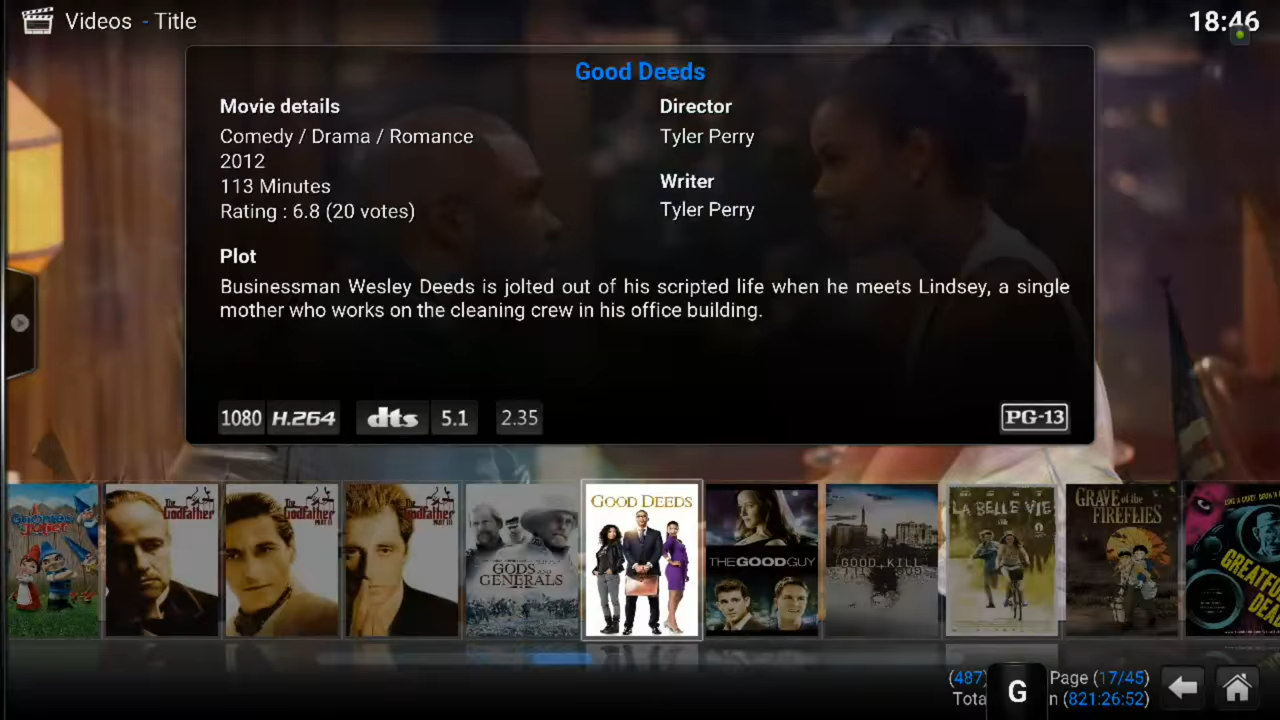 Videos - Title
18:46
Good Deeds
Movie details
Comedy / Drama / Romance
2012
113 Minutes
Rating : 6.8 (20 votes)
Director
Tyler Perry
Writer
Tyler Perry
Plot
Businessman Wesley Deeds is jolted out of his scripted life when he meets Lindsey, a single
mother who works on the cleaning crew in his office building.
1080 H.264 dts 5.1 2.35 PG-13
The Godfather
The Godfather PART II
The Godfather PART III
GODS and
GENERALS
GOOD DEEDS
THE GOOD GUY
GOOD KILL
LA BELLE VIE
GRAVE of the
FIREFLIES
(487) Page (17/45)
Tota n (821:26:52)
G